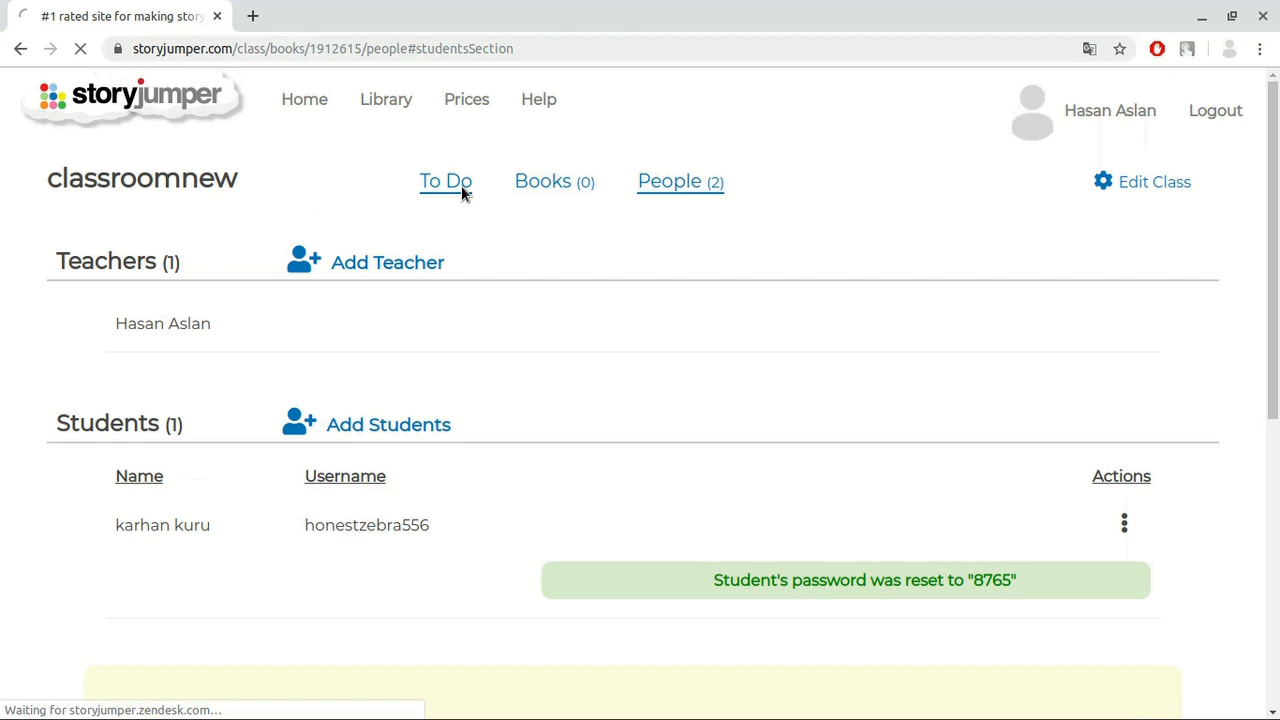 #1 rated site for making story
storyjumper.com/class/books/1912615/people#studentsSection
storyjumper
Home Library Prices Help
Hasan Aslan Logout
classroomnew To Do Books (0) People (2) Edit Class
Teachers (1) Add Teacher
Hasan Aslan
Students (1) Add Students
Name Username Actions
karhan kuru honestzebra556
Student's password was reset to "8765"
Waiting for storyjumper.zendesk.com...